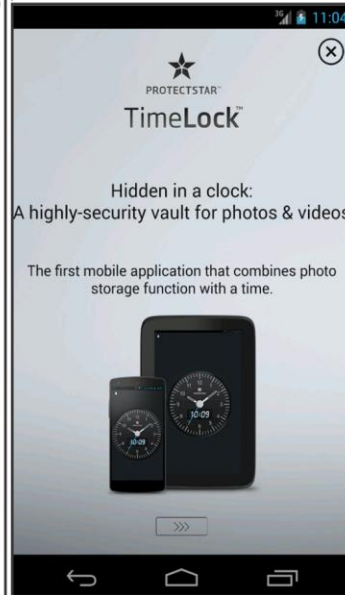 3G 11:04
PROTECTSTAR™
TimeLock™
Hidden in a clock:
A highly-security vault for photos & videos
The first mobile application that combines photo
storage function with a time.
10:09
10:09